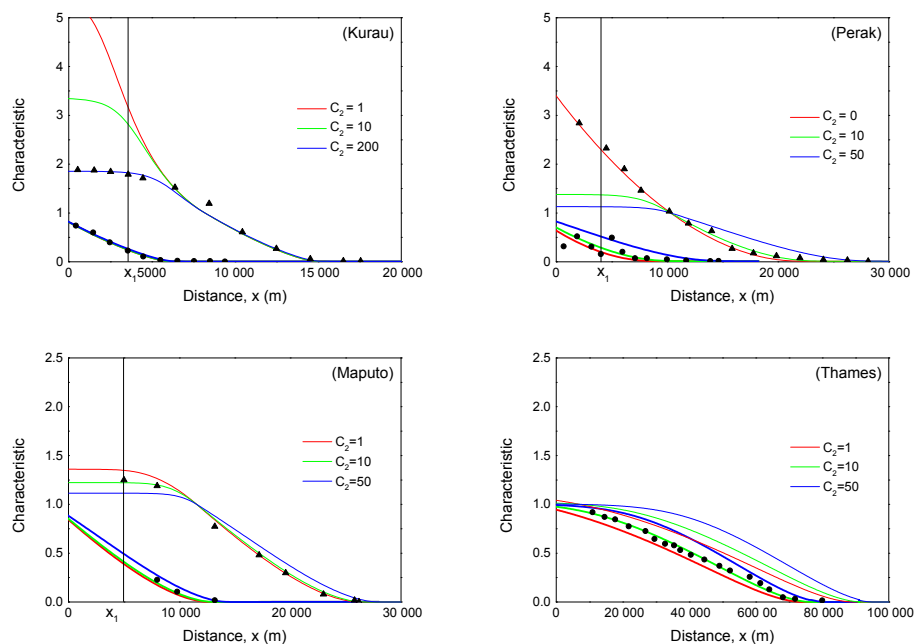 (Kurau)
5
4
3
2
1
0
Characteristic
C2 = 1
C2 = 10
C2 = 200
0
x1
5000
10 000
15 000
20 000
Distance, x (m)
(Perak)
5
4
3
2
1
0
Characteristic
C2 = 0
C2 = 10
C2 = 50
0
x1
10 000
20 000
30 000
Distance, x (m)
(Maputo)
2.5
2.0
1.5
1.0
0.5
0.0
Characteristic
C2=1
C2=10
C2=50
0
x1
10 000
20 000
30 000
Distance, x (m)
(Thames)
2.5
2.0
1.5
1.0
0.5
0.0
Characteristic
C2=1
C2=10
C2=50
0
20 000
40 000
60 000
80 000
100 000
Distance, x (m)